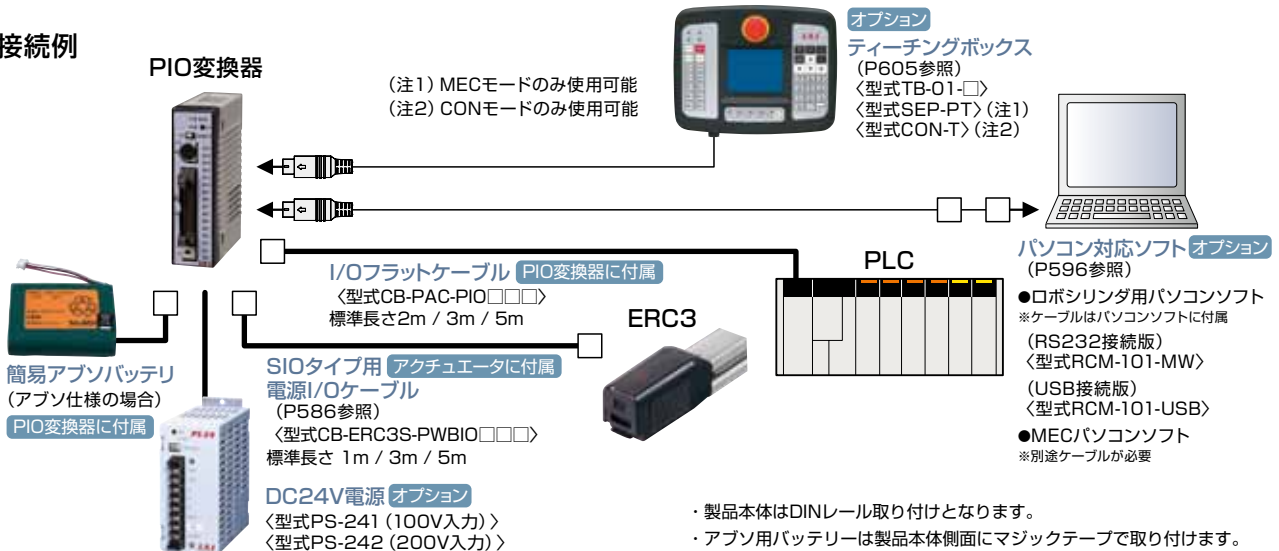 接続例
PIO変換器
(注1) MECモードのみ使用可能
(注2) CONモードのみ使用可能
オプション
ティーチングボックス
(P605参照)
〈型式TB-01-□〉
〈型式SEP-PT〉(注1)
〈型式CON-T〉(注2)
I/Oフラットケーブル PIO変換器に付属
〈型式CB-PAC-PIO□□□〉
標準長さ2m / 3m / 5m
PLC
パソコン対応ソフト オプション
(P596参照)
●ロボシリンダ用パソコンソフト
※ケーブルはパソコンソフトに付属
(RS232接続版)
〈型式RCM-101-MW〉
(USB接続版)
〈型式RCM-101-USB〉
●MECパソコンソフト
※別途ケーブルが必要
ERC3
簡易アブソバッテリ
(アブソ仕様の場合)
PIO変換器に付属
SIOタイプ用 アクチュエータに付属
電源I/Oケーブル
(P586参照)
〈型式CB-ERC3S-PWBIO□□□〉
標準長さ 1m / 3m / 5m
PS-24
DC24V電源 オプション
〈型式PS-241 (100V入力) 〉
〈型式PS-242 (200V入力) 〉
・製品本体はDINレール取り付けとなります。
・アブソ用バッテリーは製品本体側面にマジックテープで取り付けます。